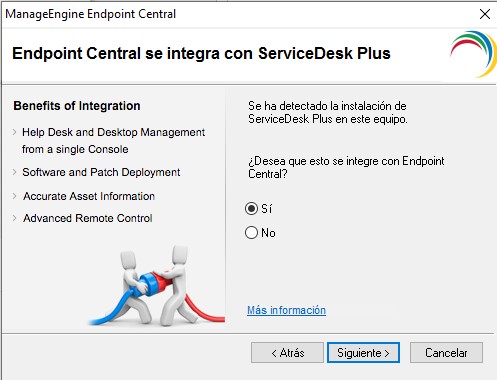 ManageEngine Endpoint Central
Endpoint Central se integra con ServiceDesk Plus
Benefits of Integration
> Help Desk and Desktop Management
from a single Console
> Software and Patch Deployment
> Accurate Asset Information
> Advanced Remote Control
Se ha detectado la instalación de
ServiceDesk Plus en este equipo.
¿Desea que esto se integre con Endpoint
Central?
Sí
No
Más información
< Atrás
Siguiente >
Cancelar